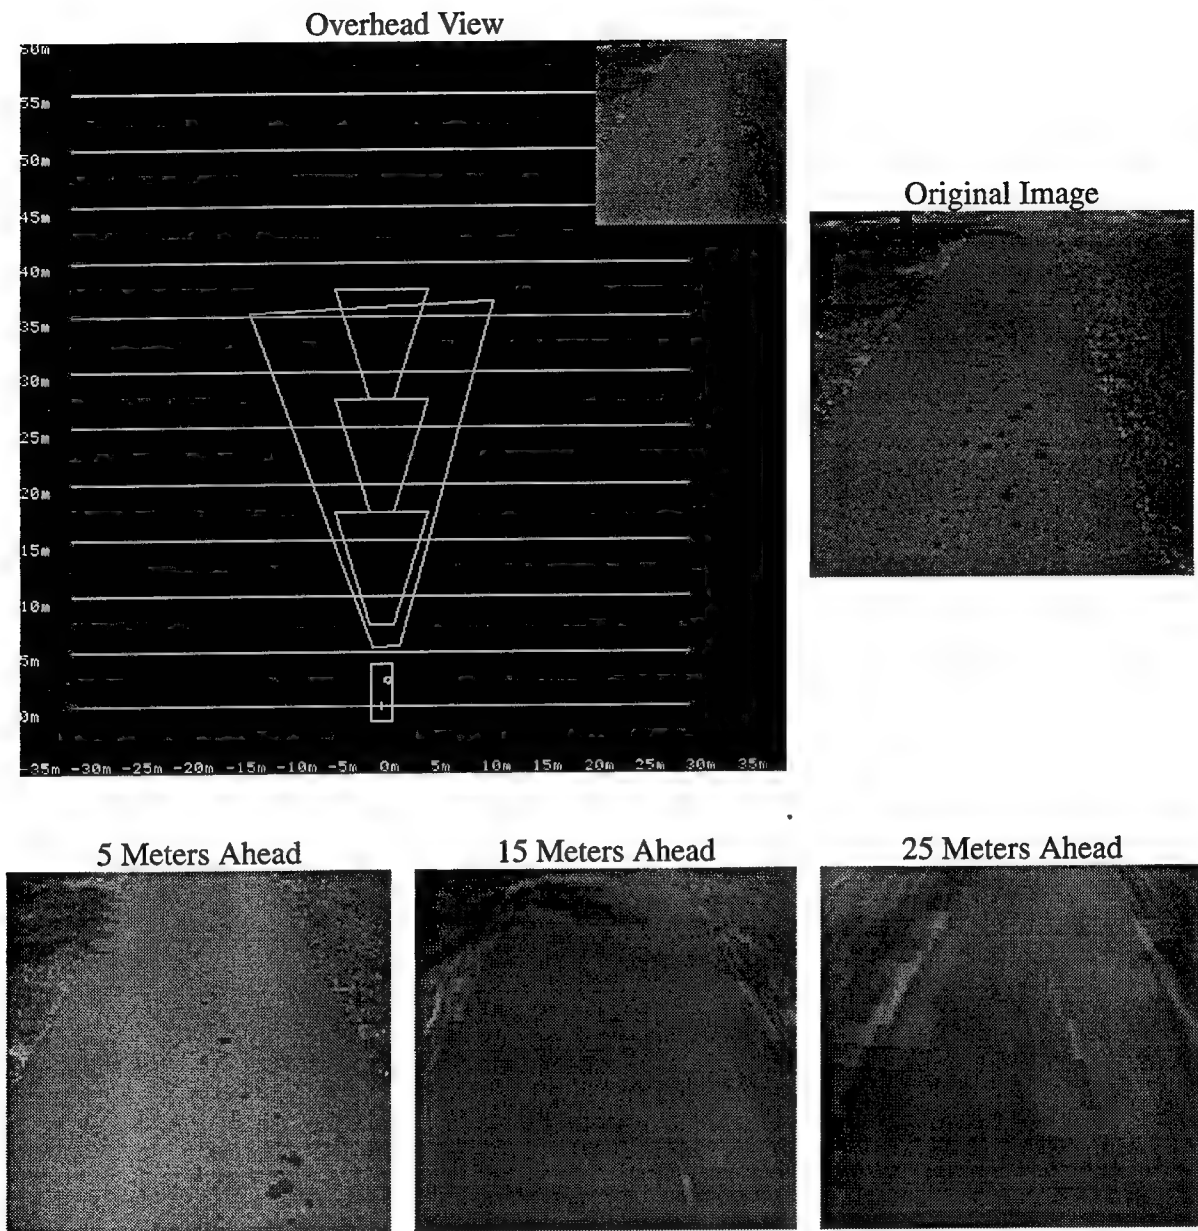 Overhead View
60m
55m
50m
45m
40m
35m
30m
25m
20m
15m
10m
5m
0m
-35m -30m -25m -20m -15m -10m -5m 0m 5m 10m 15m 20m 25m 30m 35m
Original Image
5 Meters Ahead
15 Meters Ahead
25 Meters Ahead